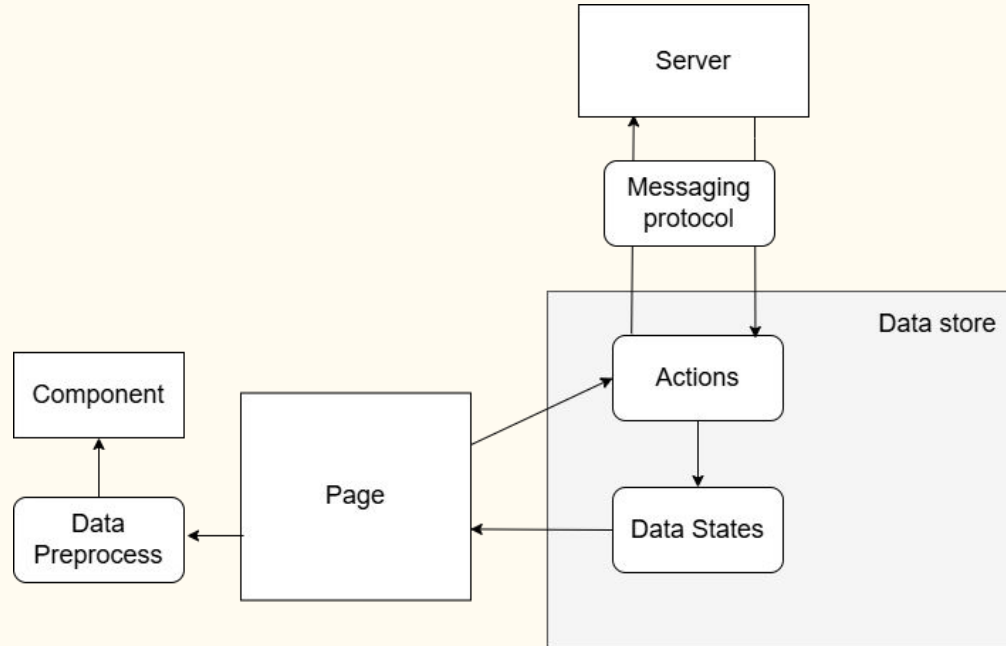 Server
Messaging
protocol
Data store
Actions
Component
Page
Data
Preprocess
Data States